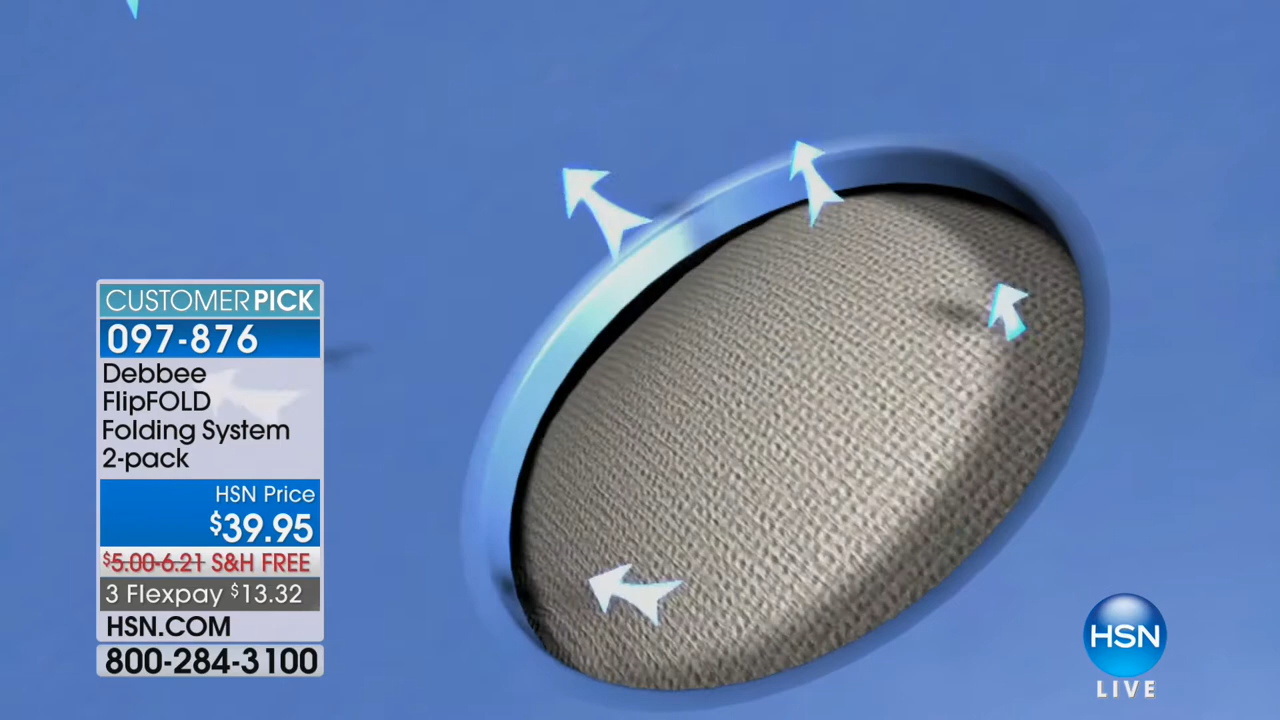 CUSTOMERPICK
097-876
Debbee
FlipFOLD
Folding System
2-pack
HSN Price
$39.95
$5.00-6.21 S&H FREE
3 Flexpay $13.32
HSN.COM
800-284-3100
HSN
LIVE